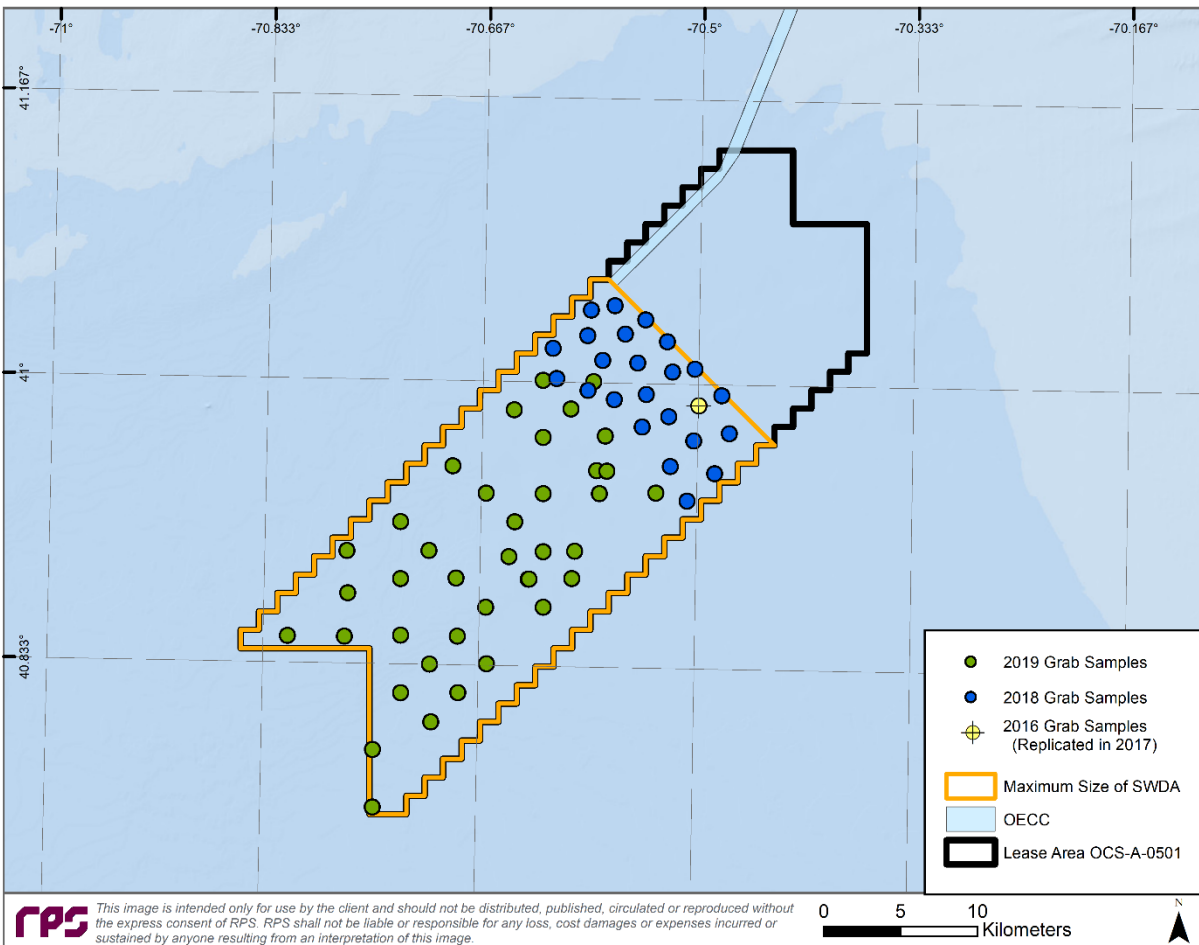 -71°
-70.833°
-70.667°
-70.5°
-70.333°
-70.167°
41.167°
41°
40.833°
2019 Grab Samples
2018 Grab Samples
2016 Grab Samples
(Replicated in 2017)
Maximum Size of SWDA
OECC
Lease Area OCS-A-0501
rps
This image is intended only for use by the client and should not be distributed, published, circulated or reproduced without
the express consent of RPS. RPS shall not be liable or responsible for any loss, cost damages or expenses incurred or
sustained by anyone resulting from an interpretation of this image.
0 5 10
Kilometers
N